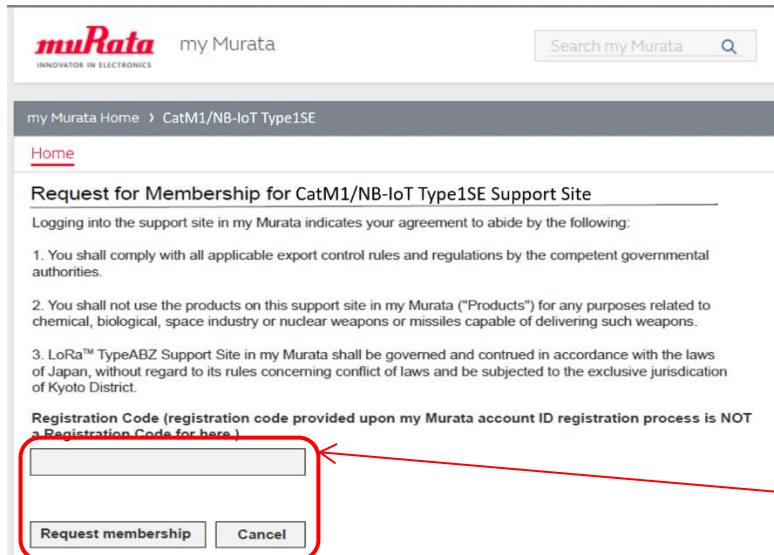 muRata my Murata Search my Murata
INNOVATOR IN ELECTRONICS
my Murata Home > CatM1/NB-IoT Type1SE
Home
Request for Membership for CatM1/NB-IoT Type1SE Support Site
Logging into the support site in my Murata indicates your agreement to abide by the following:
1. You shall comply with all applicable export control rules and regulations by the competent governmental
authorities.
2. You shall not use the products on this support site in my Murata ("Products") for any purposes related to
chemical, biological, space industry or nuclear weapons or missiles capable of delivering such weapons.
3. LoRa™ TypeABZ Support Site in my Murata shall be governed and contrued in accordance with the laws
of Japan, without regard to its rules concerning conflict of laws and be subjected to the exclusive jurisdication
of Kyoto District.
Registration Code (registration code provided upon my Murata account ID registration process is NOT
a Registration Code for here.)
Request membership Cancel